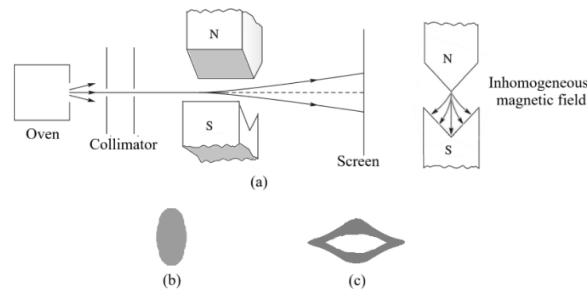 N
N
Inhomogeneous
magnetic field
Oven
S
S
Collimator
Screen
(a)
(b)
(c)